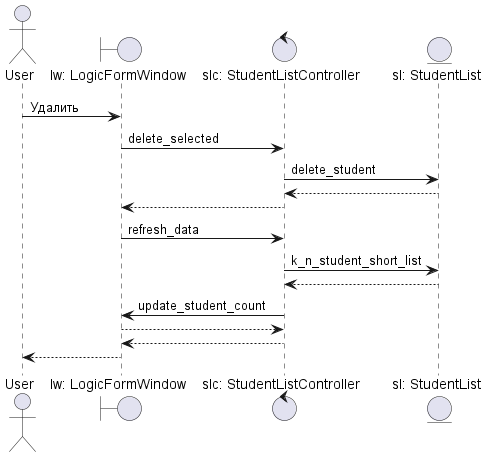 User lw: LogicFormWindow slc: StudentListController sl: StudentList
Удалить
delete_selected
delete_student
refresh_data
k_n_student_short_list
update_student_count
User lw: LogicFormWindow slc: StudentListController sl: StudentList